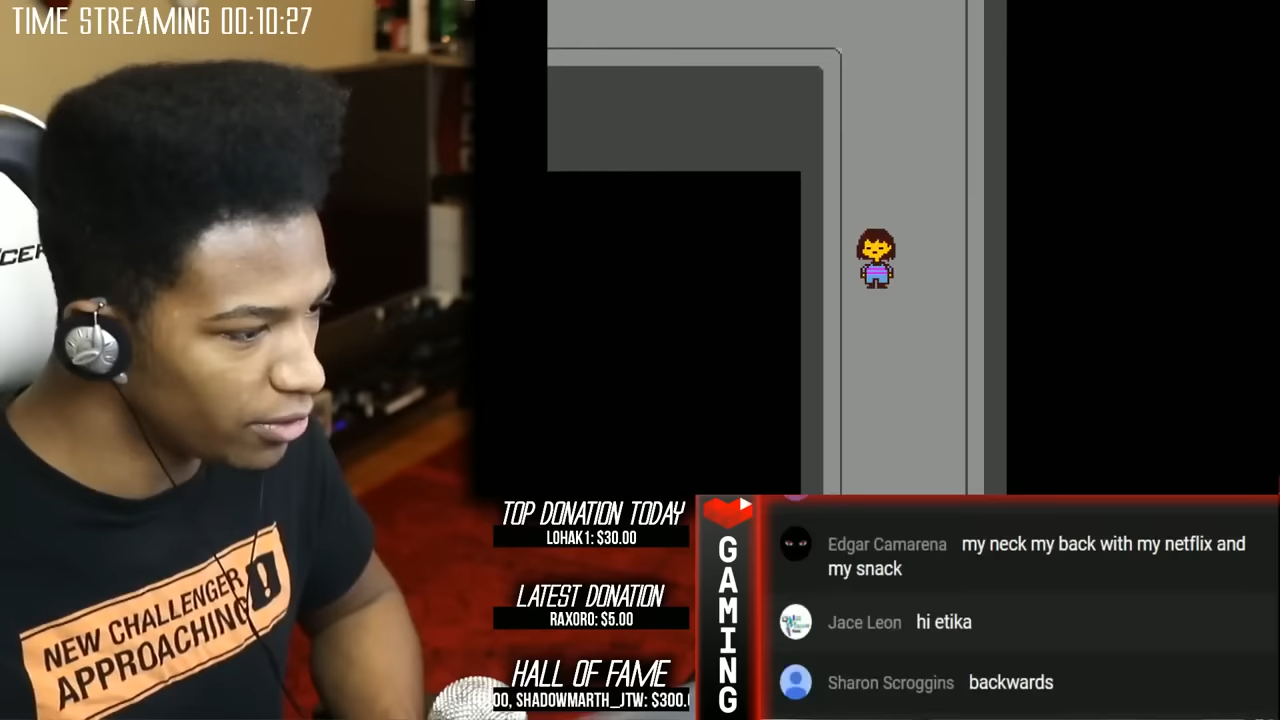 TIME STREAMING 00:10:27
CER
NEW CHALLENGER
APPROACHING!
TOP DONATION TODAY
LOHAK1: $30.00
LATEST DONATION
RAXORO: $5.00
HALL OF FAME
00, SHADOWMARTH_JTW: $300.
GAMING
Edgar Camarena my neck my back with my netflix and
my snack
Jace Leon hi etika
Sharon Scroggins backwards